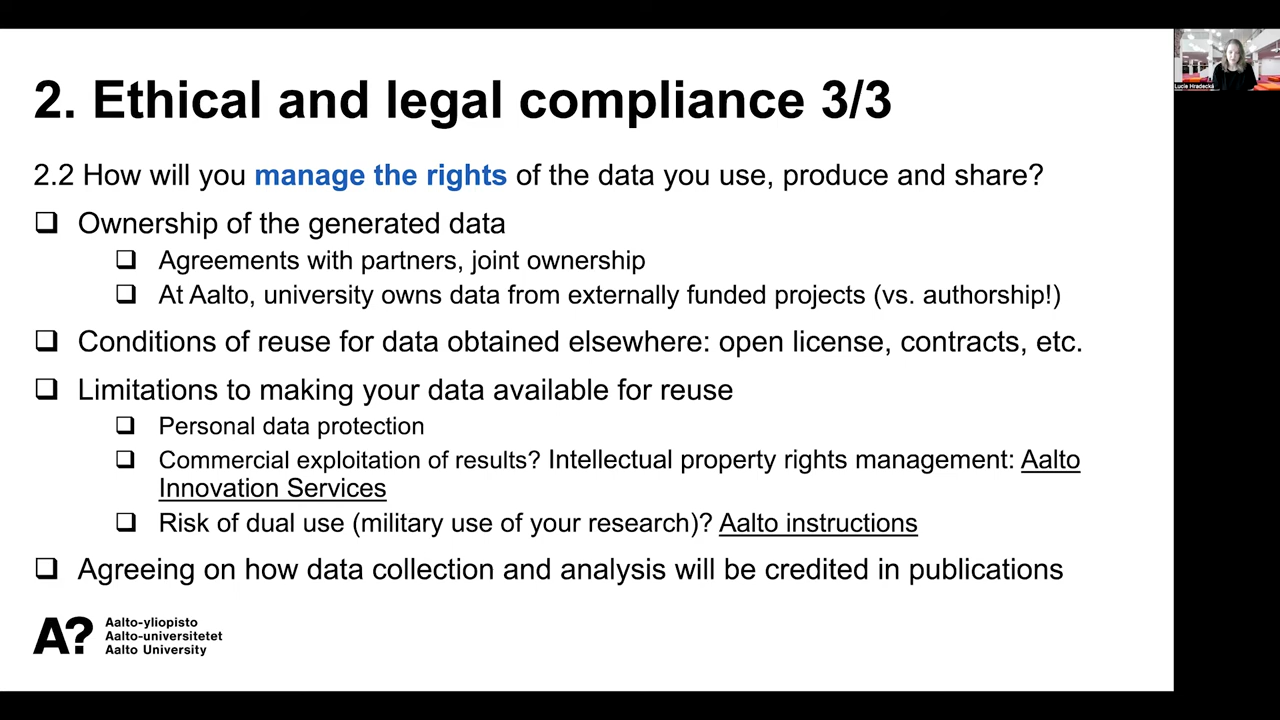 2. Ethical and legal compliance 3/3
Lucie Hradecká
2.2 How will you manage the rights of the data you use, produce and share?
Ownership of the generated data
Agreements with partners, joint ownership
At Aalto, university owns data from externally funded projects (vs. authorship!)
Conditions of reuse for data obtained elsewhere: open license, contracts, etc.
Limitations to making your data available for reuse
Personal data protection
Commercial exploitation of results? Intellectual property rights management: Aalto
Innovation Services
Risk of dual use (military use of your research)? Aalto instructions
Agreeing on how data collection and analysis will be credited in publications
A?
Aalto-yliopisto
Aalto-universitetet
Aalto University